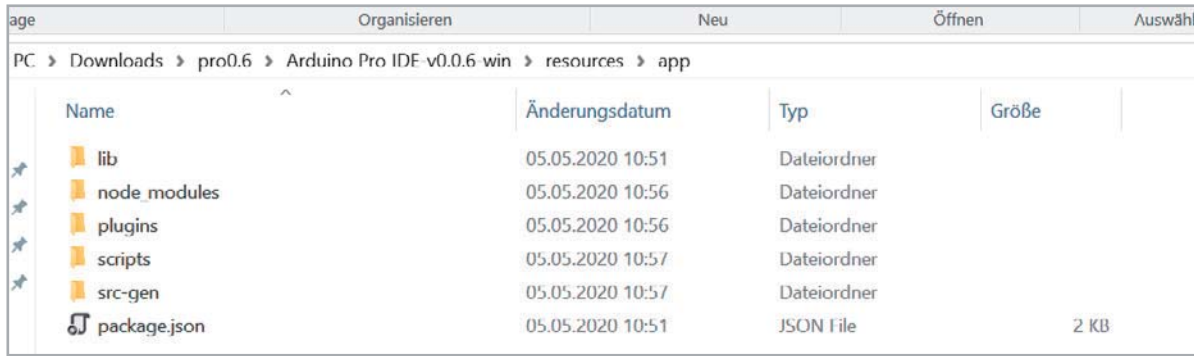 age Organisieren Neu Öffnen Auswähl
PC > Downloads > pro0.6 > Arduino Pro IDE-v0.0.6-win > resources > app
Name Änderungsdatum Typ Größe
lib 05.05.2020 10:51 Dateiordner
node_modules 05.05.2020 10:56 Dateiordner
plugins 05.05.2020 10:56 Dateiordner
scripts 05.05.2020 10:57 Dateiordner
src-gen 05.05.2020 10:57 Dateiordner
package.json 05.05.2020 10:51 JSON File 2 KB